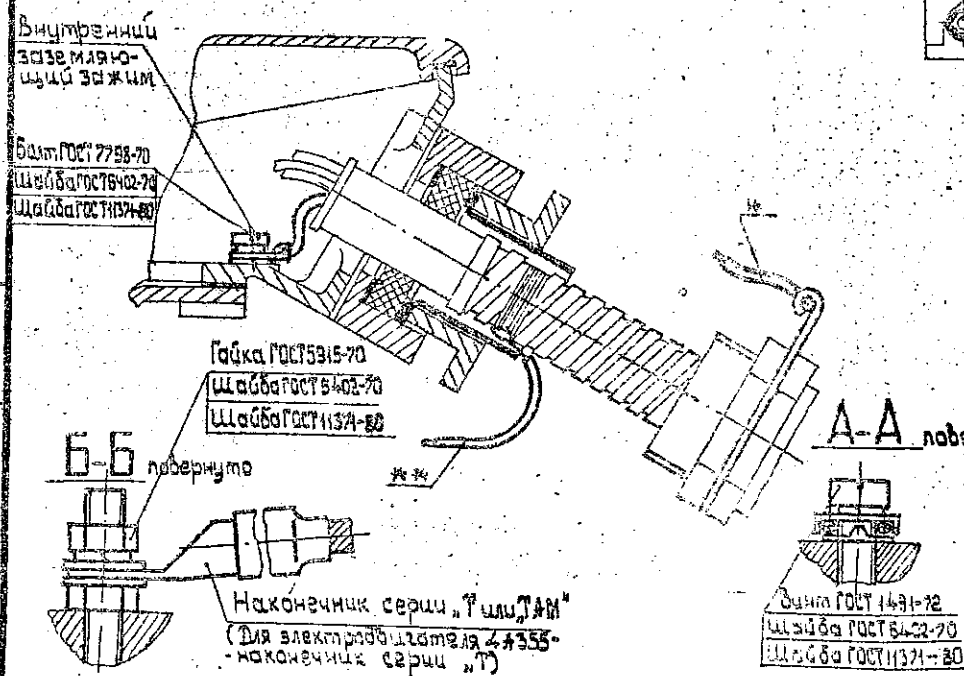 Внутренний
заземляю-
щий зажим
Болт ГОСТ 7798-70
Шайба ГОСТ 6402-70
Шайба ГОСТ 11371-80
*
Гайка ГОСТ 5915-70
Шайба ГОСТ 6402-70
Шайба ГОСТ 11371-80
**
Б-Б повернуто
А-А пове
Наконечник серии „Т или „ТАМ"
(Для электродвигателя 4А355-
-наконечник серии „Т)
Винт ГОСТ 1491-72
Шайба ГОСТ 6402-70
Шайба ГОСТ 11371-80